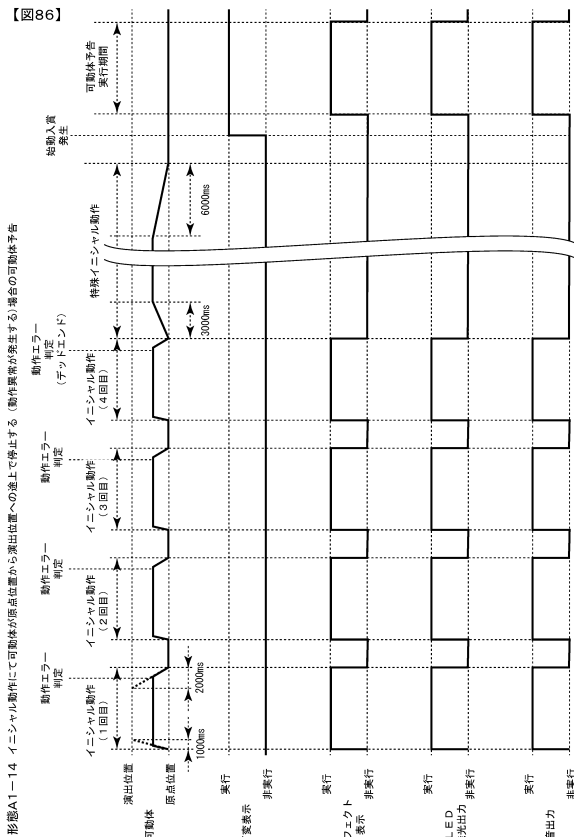 【図86】
形態A1－14 イニシャル動作にて可動体が原点位置から演出位置への途上で停止する（動作異常が発生する）場合の可動体予告
イニシャル動作
（1回目）
動作エラー
判定
イニシャル動作
（2回目）
動作エラー
判定
イニシャル動作
（3回目）
動作エラー
判定
イニシャル動作
（4回目）
動作エラー
判定
（デッドエンド）
特殊イニシャル動作
始動入賞
発生
可動体予告
実行期間
演出位置
可動体
原点位置
1000ms
2000ms
3000ms
6000ms
実行
変表示
非実行
実行
フェクト
表示
非実行
実行
LED
光出力
非実行
実行
音出力
非実行